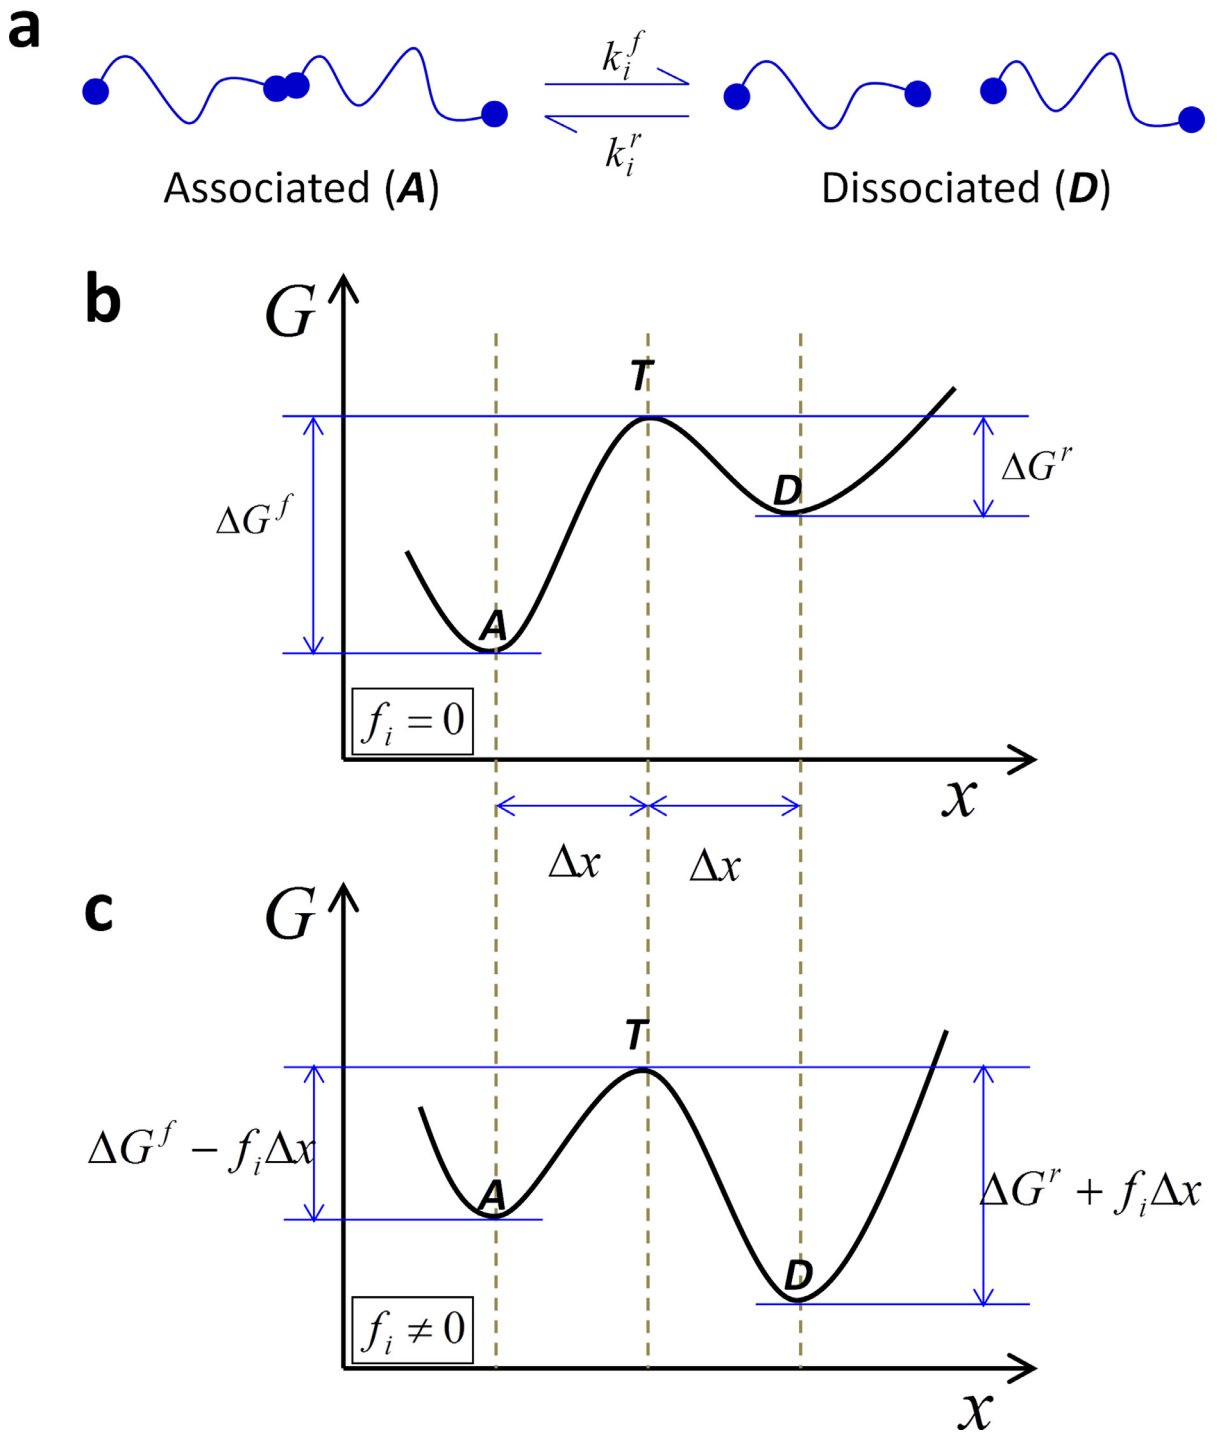 a
k_i^f
k_i^r
Associated (A)
Dissociated (D)
b
G
T
ΔG^f
ΔG^r
D
A
f_i = 0
x
Δx
Δx
c
G
T
ΔG^f − f_iΔx
ΔG^r + f_iΔx
A
D
f_i ≠ 0
x